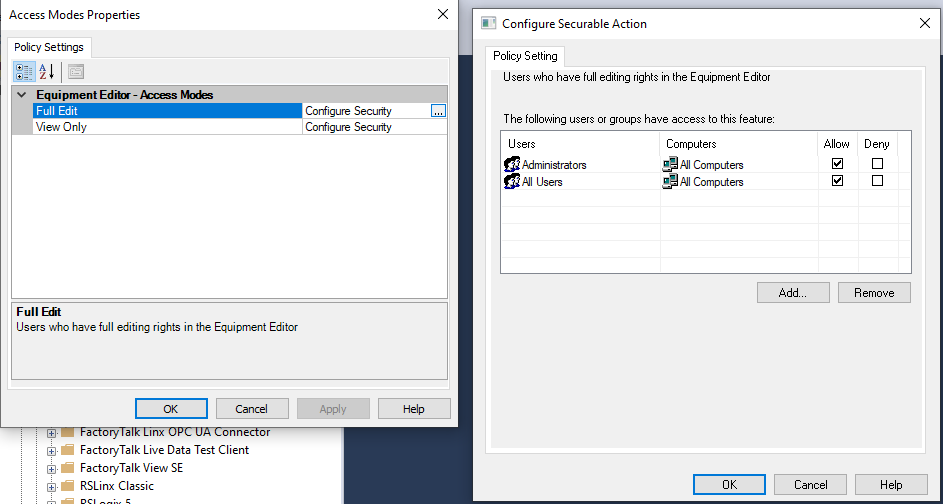 Access Modes Properties
Policy Settings
A
Z
Equipment Editor - Access Modes
Full Edit Configure Security ...
View Only Configure Security
Full Edit
Users who have full editing rights in the Equipment Editor
OK Cancel Apply Help
FactoryTalk Linx OPC UA Connector
FactoryTalk Live Data Test Client
FactoryTalk View SE
RSLinx Classic
RSLogix 5
Configure Securable Action
Policy Setting
Users who have full editing rights in the Equipment Editor
The following users or groups have access to this feature:
Users Computers Allow Deny
Administrators All Computers
All Users All Computers
Add... Remove
OK Cancel Help